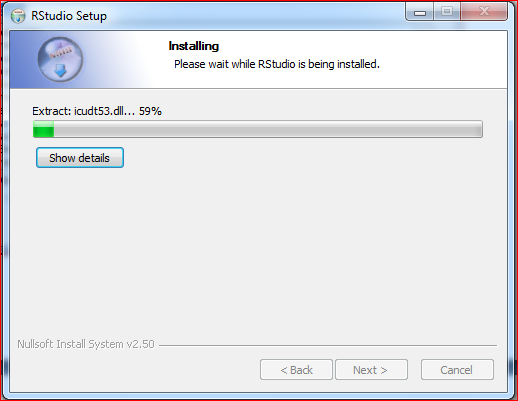 RStudio Setup
Installing
Please wait while RStudio is being installed.
Extract: icudt53.dll... 59%
Show details
Nullsoft Install System v2.50
< Back Next > Cancel